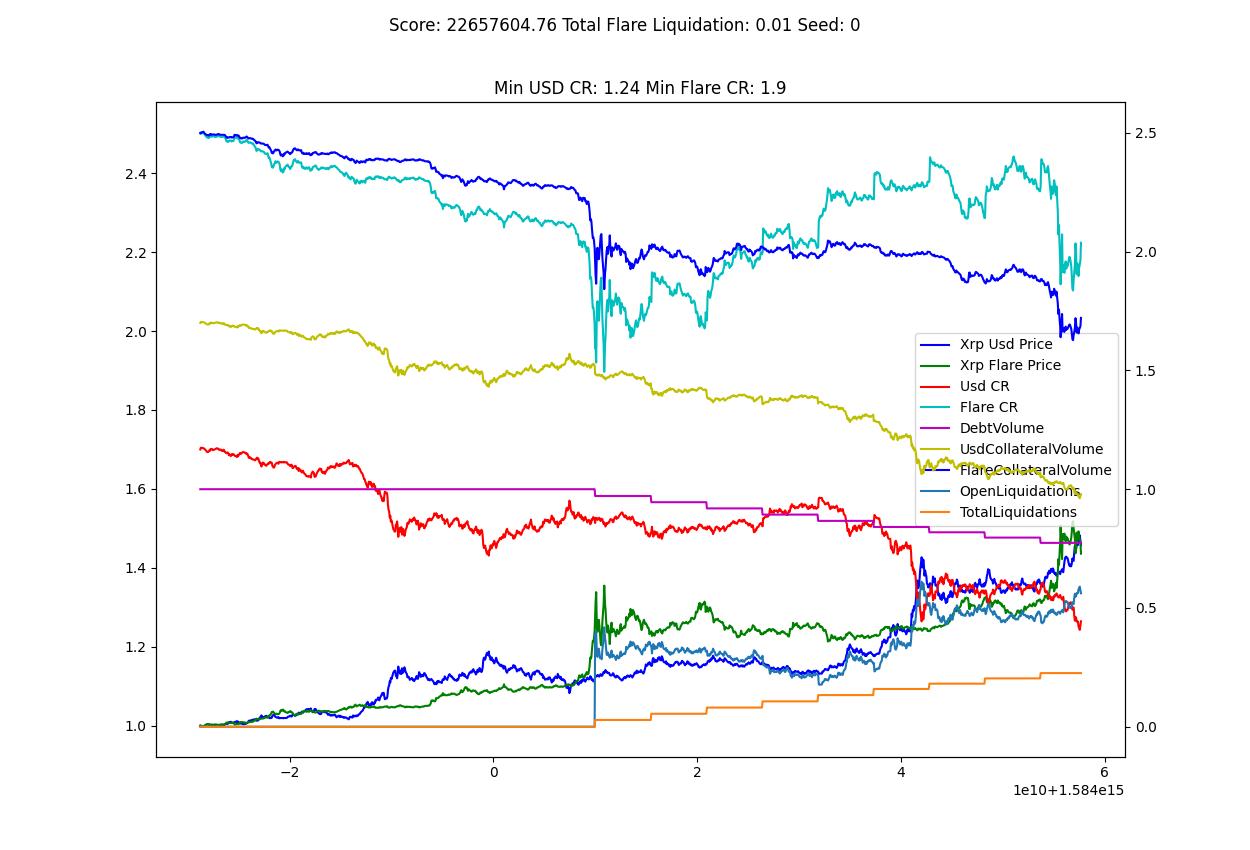 Score: 22657604.76 Total Flare Liquidation: 0.01 Seed: 0
Min USD CR: 1.24 Min Flare CR: 1.9
2.4
2.2
2.0
1.8
1.6
1.4
1.2
1.0
2.5
2.0
1.5
1.0
0.5
0.0
Xrp Usd Price
Xrp Flare Price
Usd CR
Flare CR
DebtVolume
UsdCollateralVolume
FlareCollateralVolume
OpenLiquidations
TotalLiquidations
−2
0
2
4
6
1e10+1.584e15